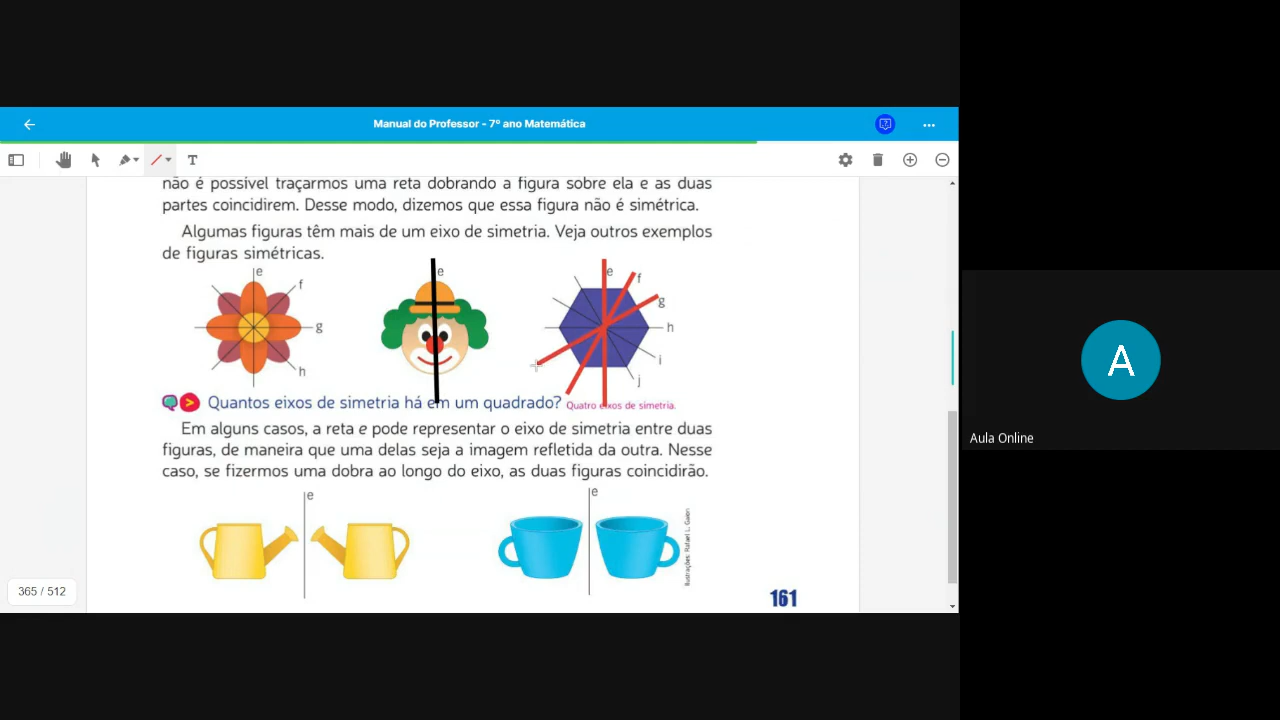 Manual do Professor - 7º ano Matemática
T
não é possível traçarmos uma reta dobrando a figura sobre ela e as duas
partes coincidirem. Desse modo, dizemos que essa figura não é simétrica.
Algumas figuras têm mais de um eixo de simetria. Veja outros exemplos
de figuras simétricas.
e
f
g
h
e
e
f
g
h
i
j
Quantos eixos de simetria há em um quadrado? Quatro eixos de simetria.
Em alguns casos, a reta e pode representar o eixo de simetria entre duas
figuras, de maneira que uma delas seja a imagem refletida da outra. Nesse
caso, se fizermos uma dobra ao longo do eixo, as duas figuras coincidirão.
e
e
Ilustrações: Rafael L. Gaion
365 / 512
161
A
Aula Online